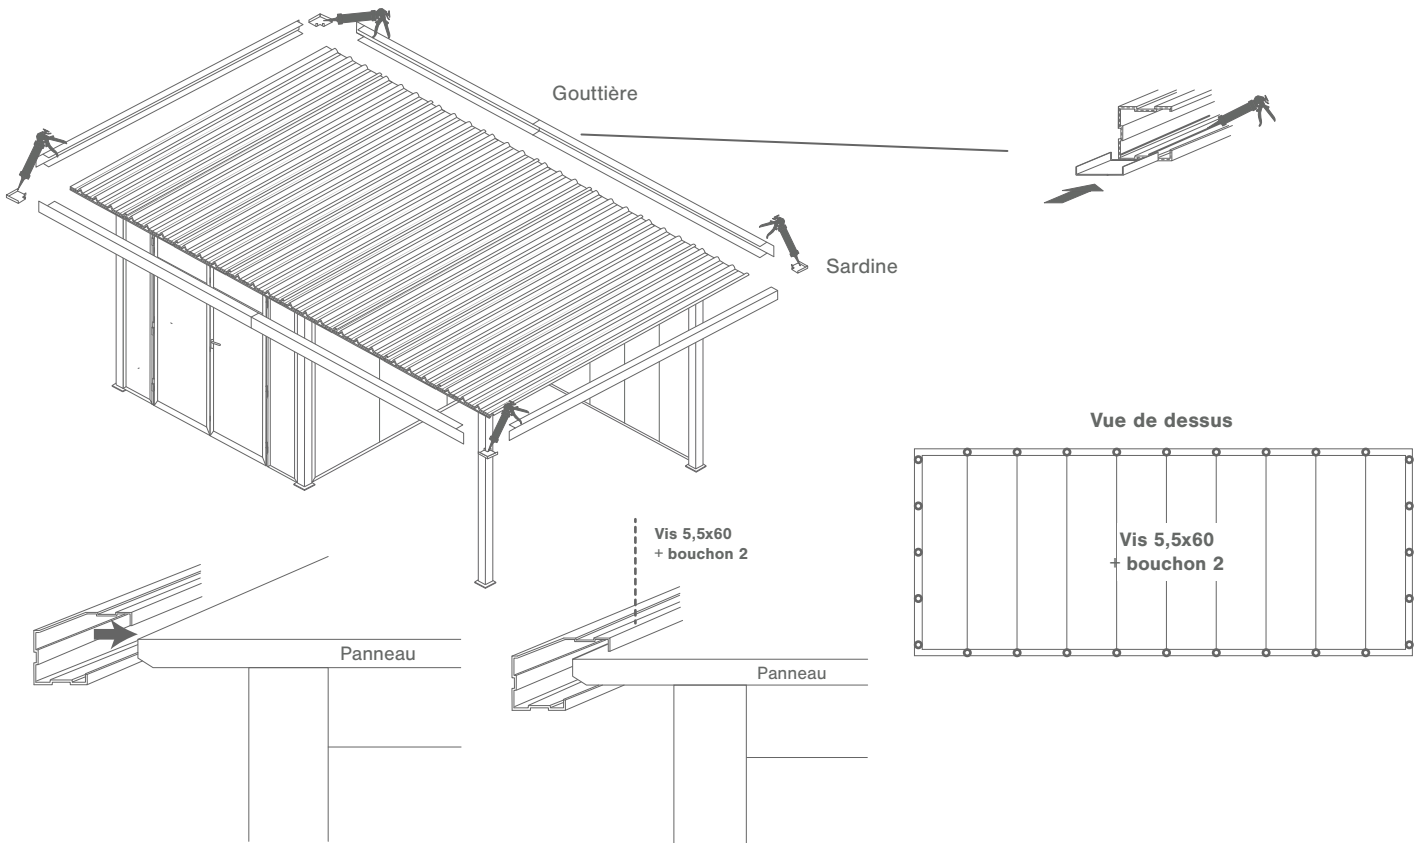 Gouttière
Sardine
Vue de dessus
Vis 5,5x60
+ bouchon 2
Vis 5,5x60
+ bouchon 2
Panneau
Panneau